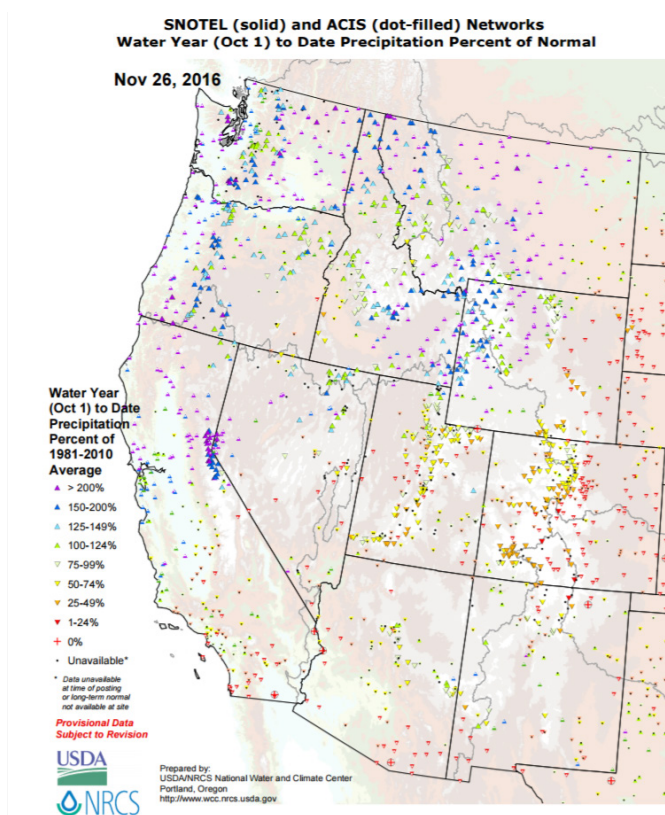 SNOTEL (solid) and ACIS (dot-filled) Networks
Water Year (Oct 1) to Date Precipitation Percent of Normal
Nov 26, 2016
Water Year
(Oct 1) to Date
Precipitation
Percent of
1981-2010
Average
> 200%
150-200%
125-149%
100-124%
75-99%
50-74%
25-49%
1-24%
0%
Unavailable*
* Data unavailable
at time of posting
or long-term normal
not available at site
Provisional Data
Subject to Revision
USDA
NRCS
Prepared by:
USDA/NRCS National Water and Climate Center
Portland, Oregon
http://www.wcc.nrcs.usda.gov